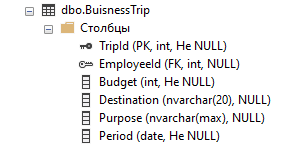 dbo.BuisnessTrip
Столбцы
TripId (PK, int, Не NULL)
EmployeeId (FK, int, NULL)
Budget (int, Не NULL)
Destination (nvarchar(20), NULL)
Purpose (nvarchar(max), NULL)
Period (date, Не NULL)